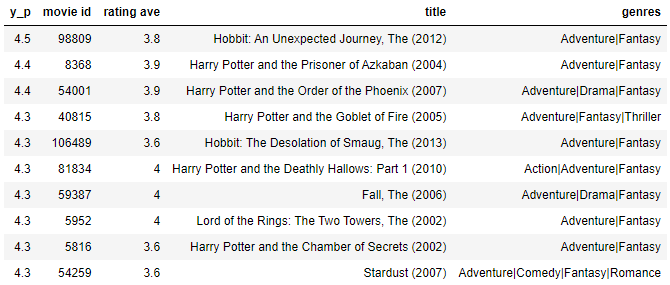 y_p movie id rating ave title genres
4.5 98809 3.8 Hobbit: An Unexpected Journey, The (2012) Adventure|Fantasy
4.4 8368 3.9 Harry Potter and the Prisoner of Azkaban (2004) Adventure|Fantasy
4.4 54001 3.9 Harry Potter and the Order of the Phoenix (2007) Adventure|Drama|Fantasy
4.3 40815 3.8 Harry Potter and the Goblet of Fire (2005) Adventure|Fantasy|Thriller
4.3 106489 3.6 Hobbit: The Desolation of Smaug, The (2013) Adventure|Fantasy
4.3 81834 4 Harry Potter and the Deathly Hallows: Part 1 (2010) Action|Adventure|Fantasy
4.3 59387 4 Fall, The (2006) Adventure|Drama|Fantasy
4.3 5952 4 Lord of the Rings: The Two Towers, The (2002) Adventure|Fantasy
4.3 5816 3.6 Harry Potter and the Chamber of Secrets (2002) Adventure|Fantasy
4.3 54259 3.6 Stardust (2007) Adventure|Comedy|Fantasy|Romance